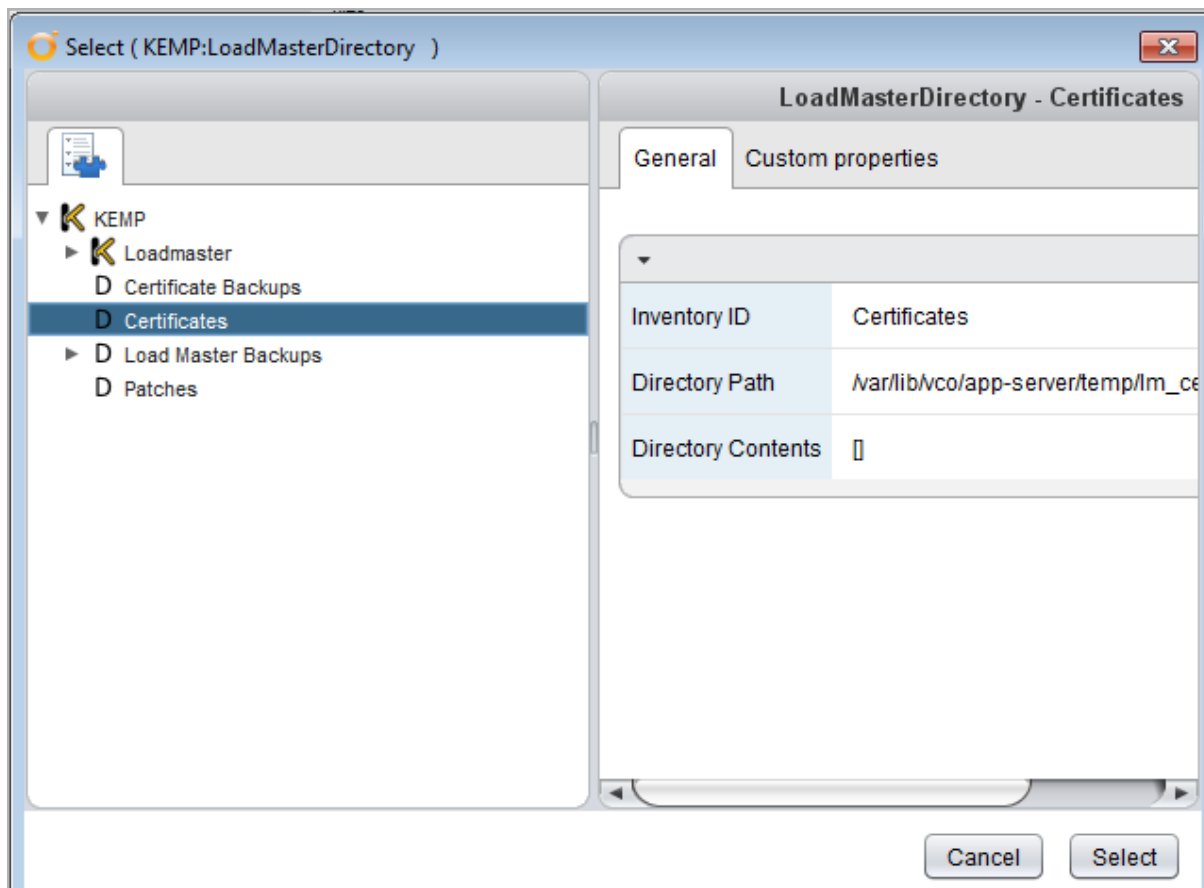 Select ( KEMP:LoadMasterDirectory )
LoadMasterDirectory - Certificates
General Custom properties
KEMP
Loadmaster
D Certificate Backups
D Certificates
D Load Master Backups
D Patches
Inventory ID Certificates
Directory Path /var/lib/vco/app-server/temp/lm_ce
Directory Contents []
Cancel Select